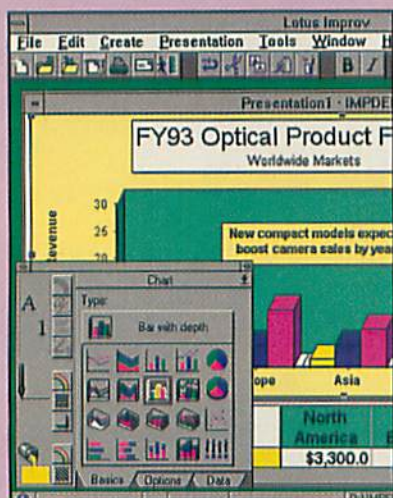 Lotus Improv
File Edit Create Presentation Tools Window H
B I
Presentation1 - IMPDE
FY93 Optical Product F
Worldwide Markets
30
25
20
Revenue
New compact models expec
boost camera sales by yea
Chart
A
1
Type:
Bar with depth
ope Asia
North
America
$3,300.0
Basics Options Data